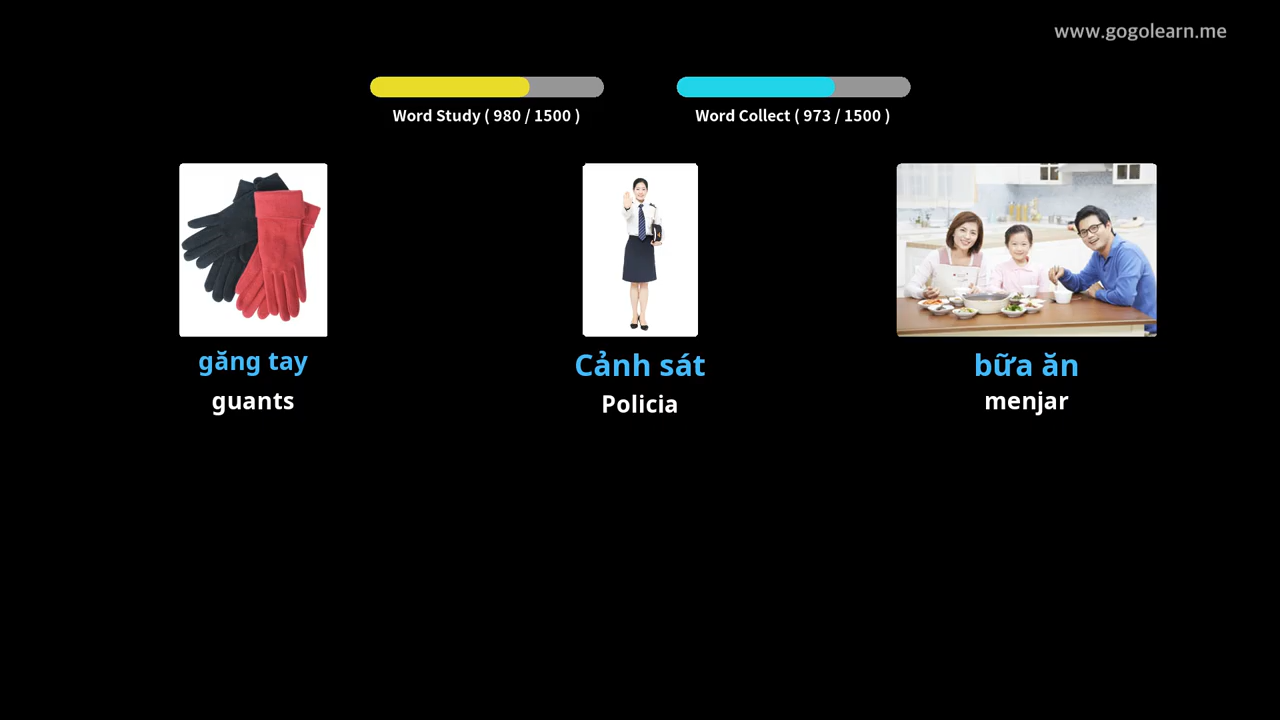 www.gogolearn.me
Word Study ( 980 / 1500 )
Word Collect ( 973 / 1500 )
găng tay
guants
Cảnh sát
Policia
bữa ăn
menjar